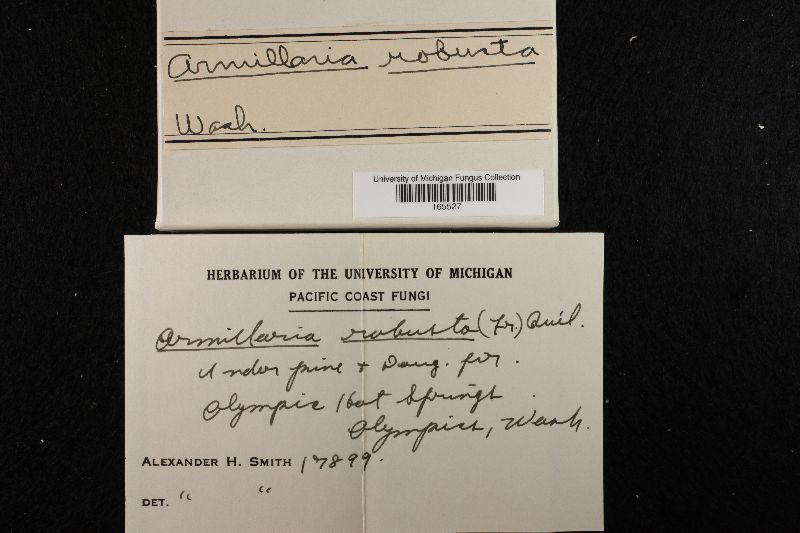 Armillaria robusta
Wash.
University of Michigan Fungus Collection
165527
HERBARIUM OF THE UNIVERSITY OF MICHIGAN
PACIFIC COAST FUNGI
Armillaria robusta (Fr.) Quél.
Under pine + Doug. fir.
Olympic Hot Springs
Olympics, Wash.
ALEXANDER H. SMITH 17899.
DET. " "